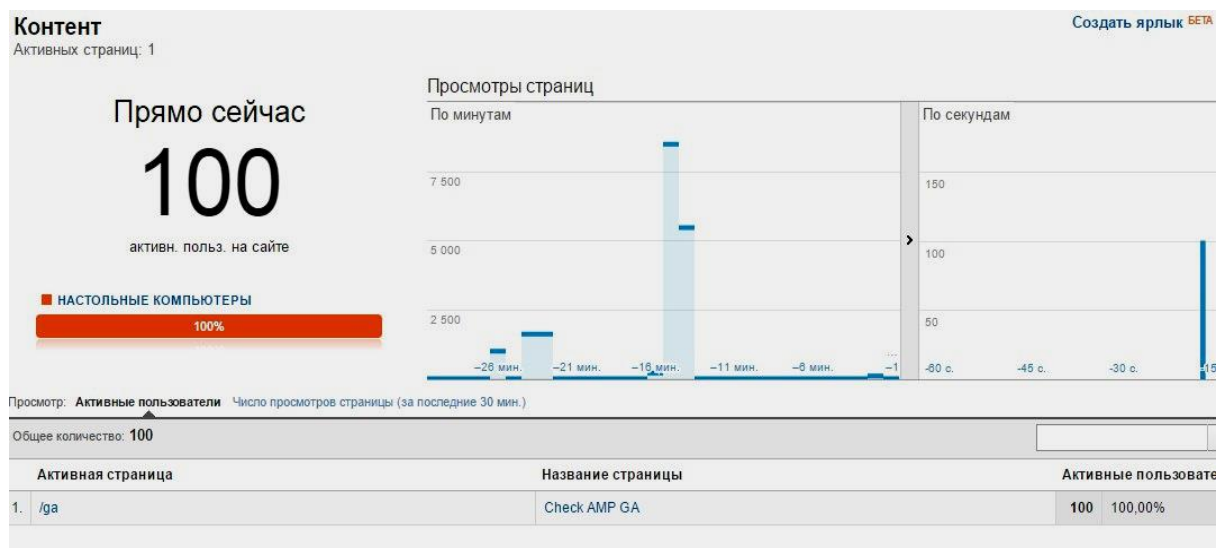 Контент
Создать ярлык БЕТА
Активных страниц: 1
Прямо сейчас
100
активн. польз. на сайте
НАСТОЛЬНЫЕ КОМПЬЮТЕРЫ
100%
Просмотры страниц
По минутам
7 500
5 000
2 500
–26 мин. –21 мин. –16 мин. –11 мин. –6 мин. –1
По секундам
150
100
50
-60 с. -45 с. -30 с. -15
Просмотр: Активные пользователи Число просмотров страницы (за последние 30 мин.)
Общее количество: 100
Активная страница Название страницы Активные пользовате
1. /ga Check AMP GA 100 100,00%